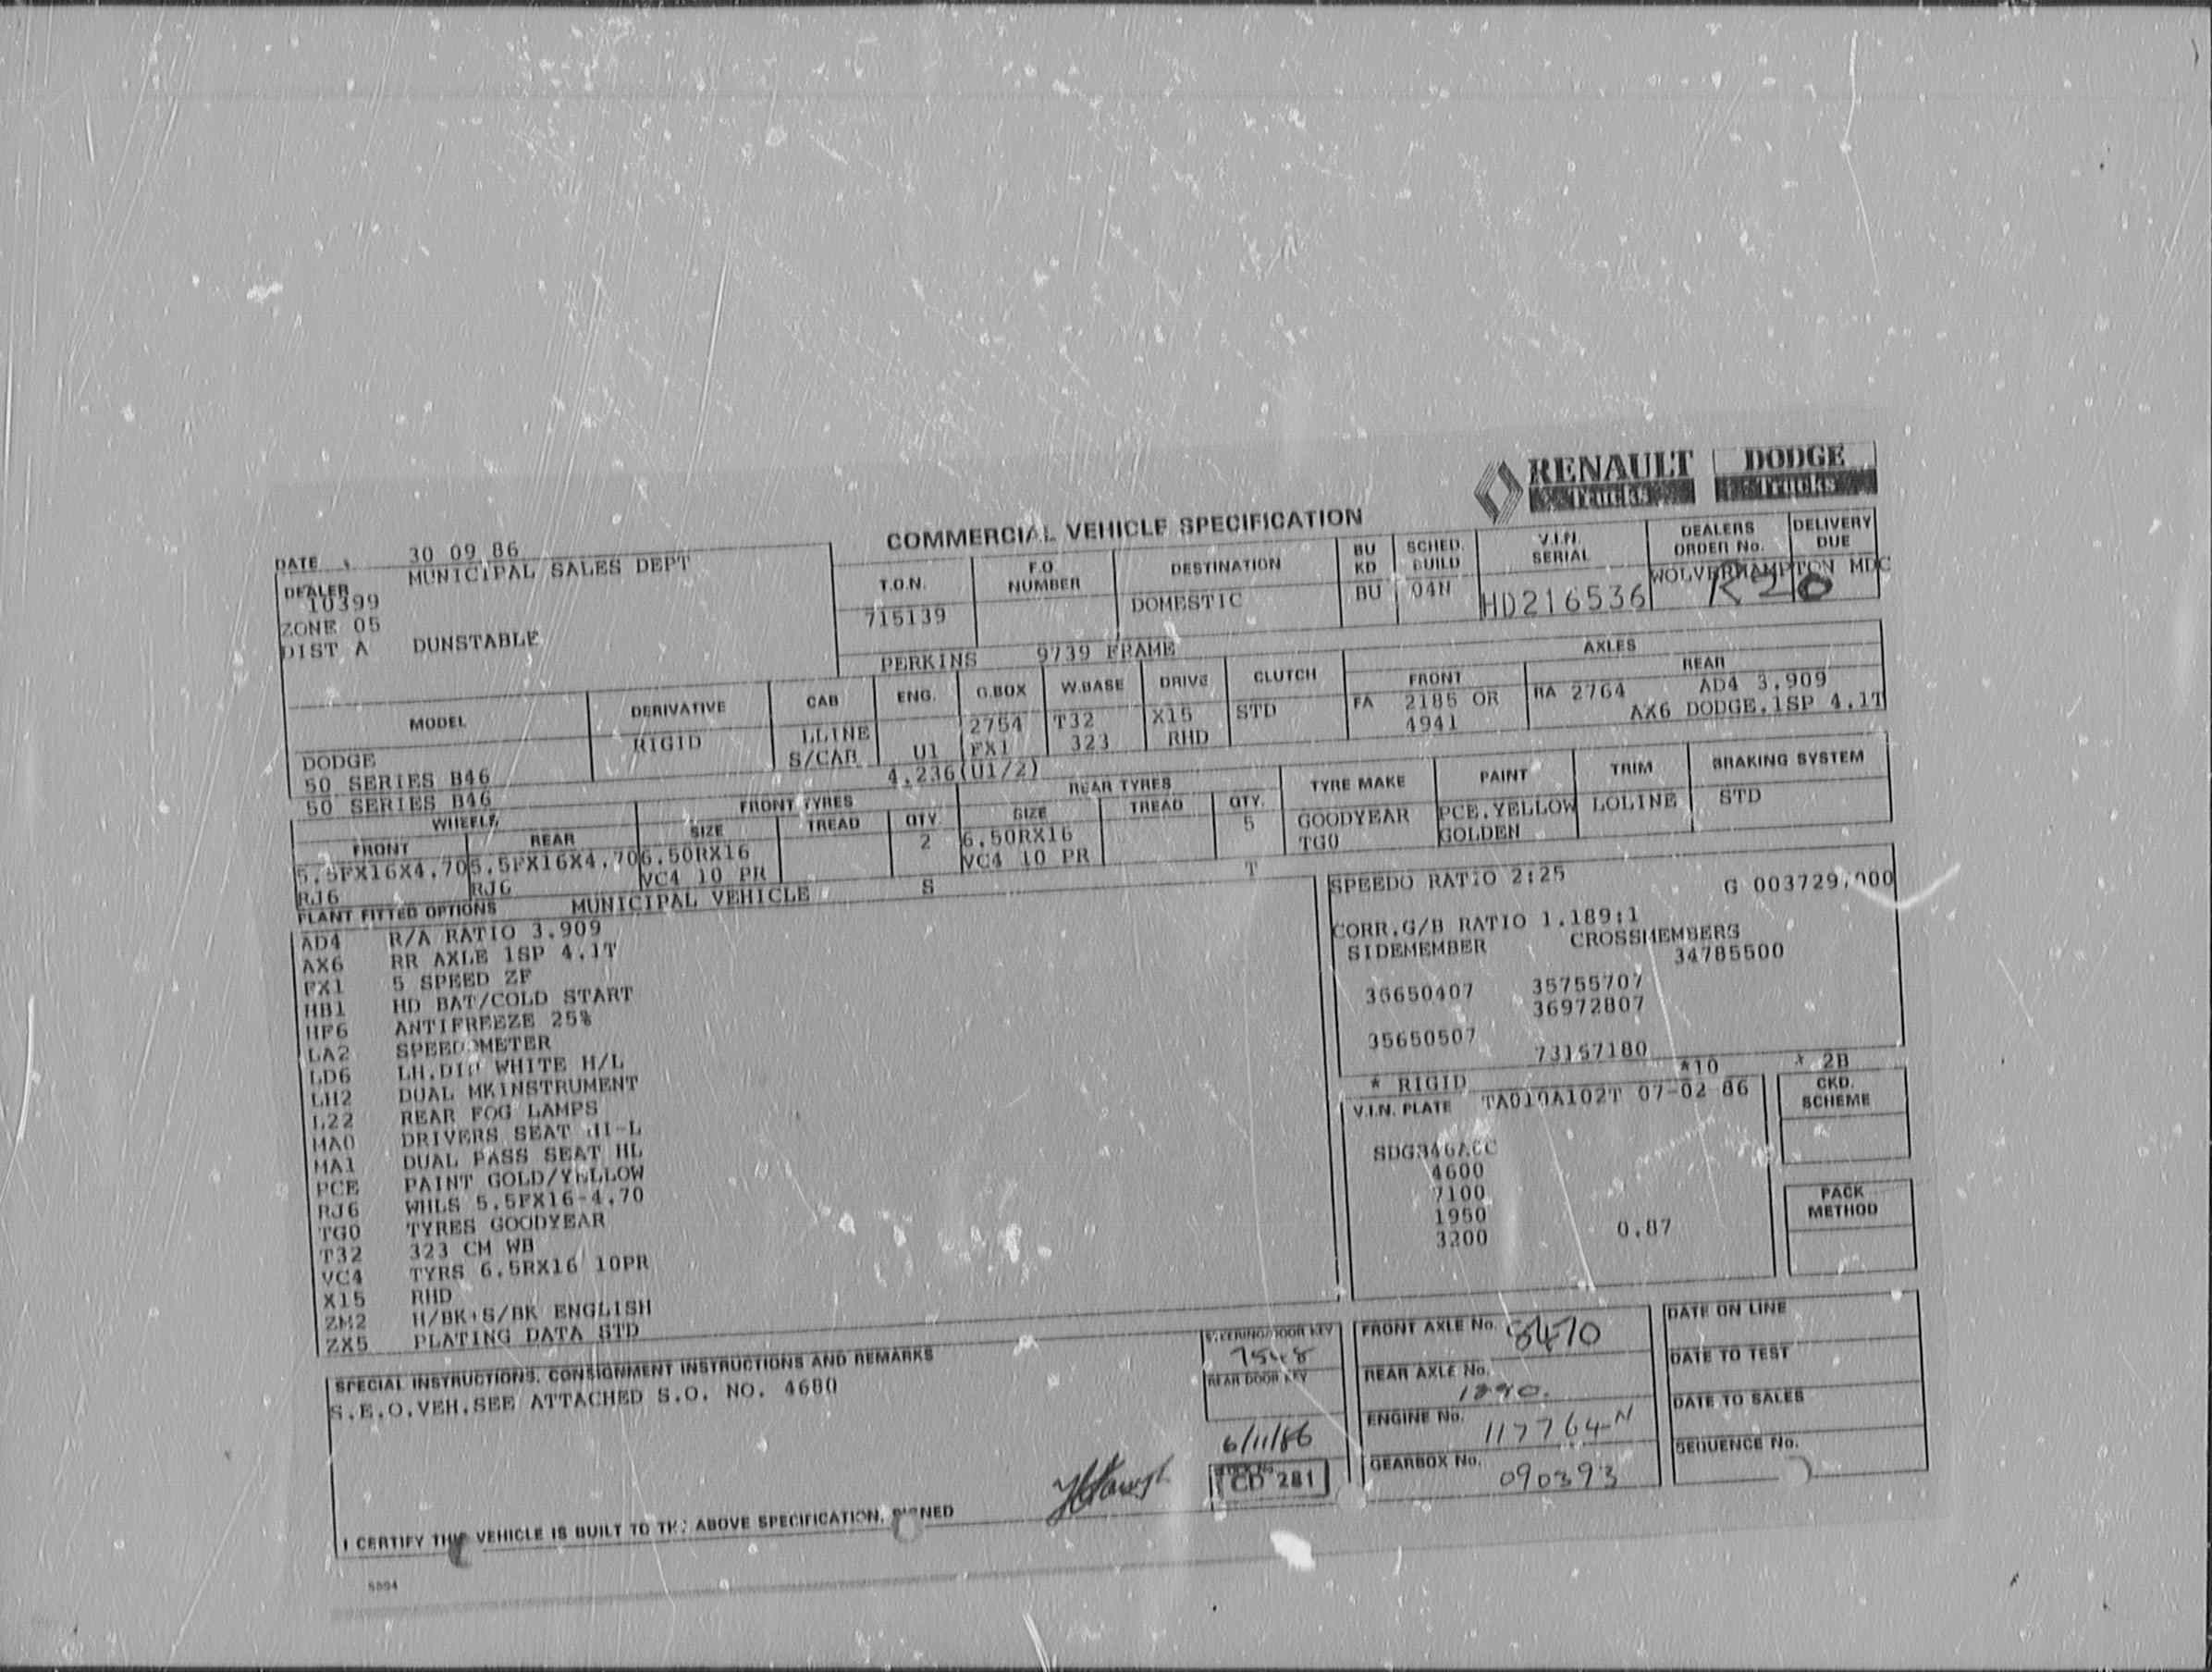 RENAULT Trucks DODGE Trucks
COMMERCIAL VEHICLE SPECIFICATION
DATE 30 09 86
DEALER MUNICIPAL SALES DEPT
10399
ZONE 05
DIST A DUNSTABLE
T.O.N. F.O NUMBER DESTINATION BU KD SCHED. BUILD V.I.N. SERIAL DEALERS ORDER No. DELIVERY DUE
715139 DOMESTIC BU 04N HD216536 WOLVERHAMPTON MDC
PERKINS 9739 FRAME
MODEL DERIVATIVE CAB ENG. G.BOX W.BASE DRIVE CLUTCH AXLES FRONT REAR
DODGE RIGID LLINE 2754 T32 X15 STD FA 2185 OR RA 2764 AD4 3.909
50 SERIES B46 S/CAB U1 FX1 323 RHD 4941 AX6 DODGE.1SP 4.1T
50 SERIES B46 4.236(U1/2)
WHEELS FRONT TYRES REAR TYRES TYRE MAKE PAINT TRIM BRAKING SYSTEM
FRONT REAR SIZE TREAD QTY. SIZE TREAD QTY.
5.5FX16X4.70 5.5FX16X4.70 6.50RX16 2 6.50RX16 5 GOODYEAR PCE.YELLOW LOLINE STD
RJ6 RJ6 VC4 10 PR VC4 10 PR TG0 GOLDEN
PLANT FITTED OPTIONS MUNICIPAL VEHICLE S T
AD4 R/A RATIO 3.909
AX6 RR AXLE 1SP 4.1T
FX1 5 SPEED ZF
HB1 HD BAT/COLD START
HF6 ANTIFREEZE 25%
LA2 SPEEDOMETER
LD6 LH.DIP WHITE H/L
LH2 DUAL MKINSTRUMENT
L22 REAR FOG LAMPS
MA0 DRIVERS SEAT HI-L
MA1 DUAL PASS SEAT HL
PCE PAINT GOLD/YELLOW
RJ6 WHLS 5.5FX16-4.70
TG0 TYRES GOODYEAR
T32 323 CM WB
VC4 TYRS 6.5RX16 10PR
X15 RHD
ZM2 H/BK+S/BK ENGLISH
ZX5 PLATING DATA STD
SPEEDO RATIO 2:25 G 003729,000
CORR.G/B RATIO 1.189:1
SIDEMEMBER CROSSMEMBERS
34785500
35650407 35755707
36972807
35650507
73157180
* RIGID *10 * 2B
V.I.N. PLATE TA010A102T 07-02 86
SDG346ACC
4600
7100
1950
3200 0.87
CKD. SCHEME
PACK METHOD
SPECIAL INSTRUCTIONS, CONSIGNMENT INSTRUCTIONS AND REMARKS
S.E.O.VEH.SEE ATTACHED S.O. NO. 4680
STEERING/DOOR KEY
REAR DOOR KEY
6/11/86
CD 281
FRONT AXLE No. 8470
REAR AXLE No.
ENGINE No. 117764-N
GEARBOX No. 090393
DATE ON LINE
DATE TO TEST
DATE TO SALES
SEQUENCE No.
I CERTIFY THIS VEHICLE IS BUILT TO THE ABOVE SPECIFICATION. SIGNED